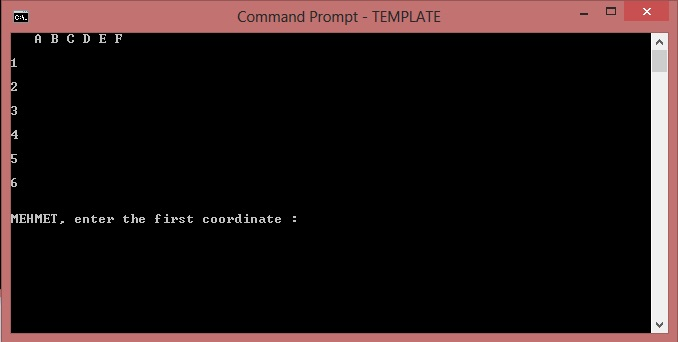 Command Prompt - TEMPLATE
A B C D E F
1
2
3
4
5
6
MEHMET, enter the first coordinate :